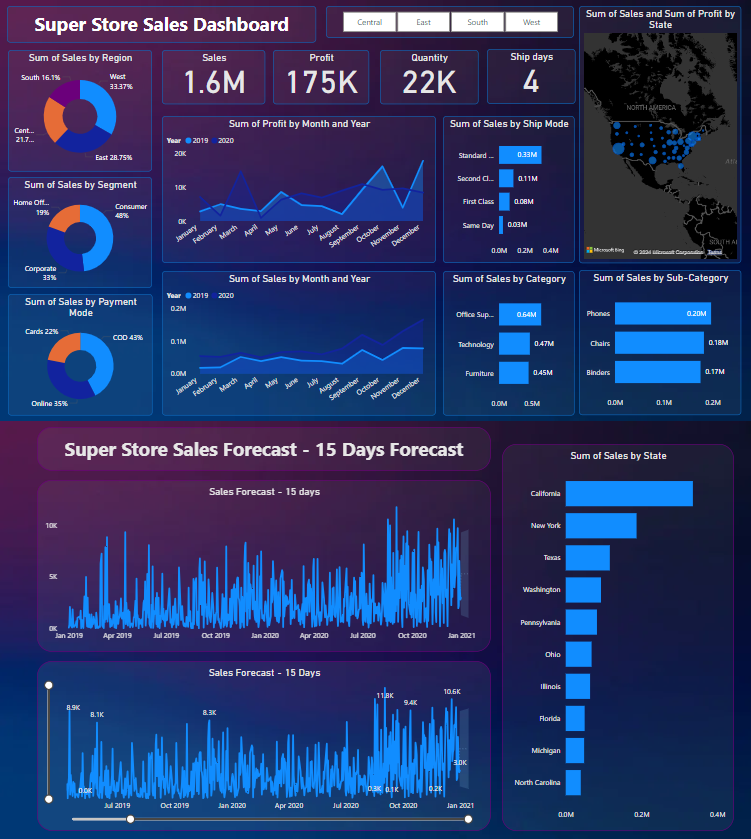 Super Store Sales Dashboard
Central
East
South
West
Sum of Sales and Sum of Profit by
State
NORTH AMERICA
Microsoft Bing
© 2024 Microsoft Corporation Terms
Sum of Sales by Region
South 16.1%
West
33.37%
Cent...
21.7...
East 28.75%
Sales
1.6M
Profit
175K
Quantity
22K
Ship days
4
Sum of Profit by Month and Year
Year 2019 2020
20K
10K
0K
January
February
March
April
May
June
July
August
September
October
November
December
Sum of Sales by Ship Mode
Standard ...
0.33M
Second Cl...
0.11M
First Class
0.08M
Same Day
0.03M
0.0M 0.2M 0.4M
Sum of Sales by Segment
Home Off...
19%
Consumer
48%
Corporate
33%
Sum of Sales by Payment
Mode
Cards 22%
COD 43%
Online 35%
Sum of Sales by Month and Year
Year 2019 2020
0.2M
0.1M
0.0M
January
February
March
April
May
June
July
August
September
October
November
December
Sum of Sales by Category
Office Sup...
0.64M
Technology
0.47M
Furniture
0.45M
0.0M 0.5M
Sum of Sales by Sub-Category
Phones
0.20M
Chairs
0.18M
Binders
0.17M
0.0M 0.1M 0.2M
Super Store Sales Forecast - 15 Days Forecast
Sales Forecast - 15 days
10K
5K
0K
Jan 2019 Apr 2019 Jul 2019 Oct 2019 Jan 2020 Apr 2020 Jul 2020 Oct 2020 Jan 2021
Sales Forecast - 15 Days
8.9K
8.1K
8.3K
11.8K
9.4K
10.6K
3.0K
0.0K
0.3K
0.1K
0.2K
Jul 2019 Oct 2019 Jan 2020 Apr 2020 Jul 2020 Oct 2020 Jan 2021
Sum of Sales by State
California
New York
Texas
Washington
Pennsylvania
Ohio
Illinois
Florida
Michigan
North Carolina
0.0M 0.2M 0.4M